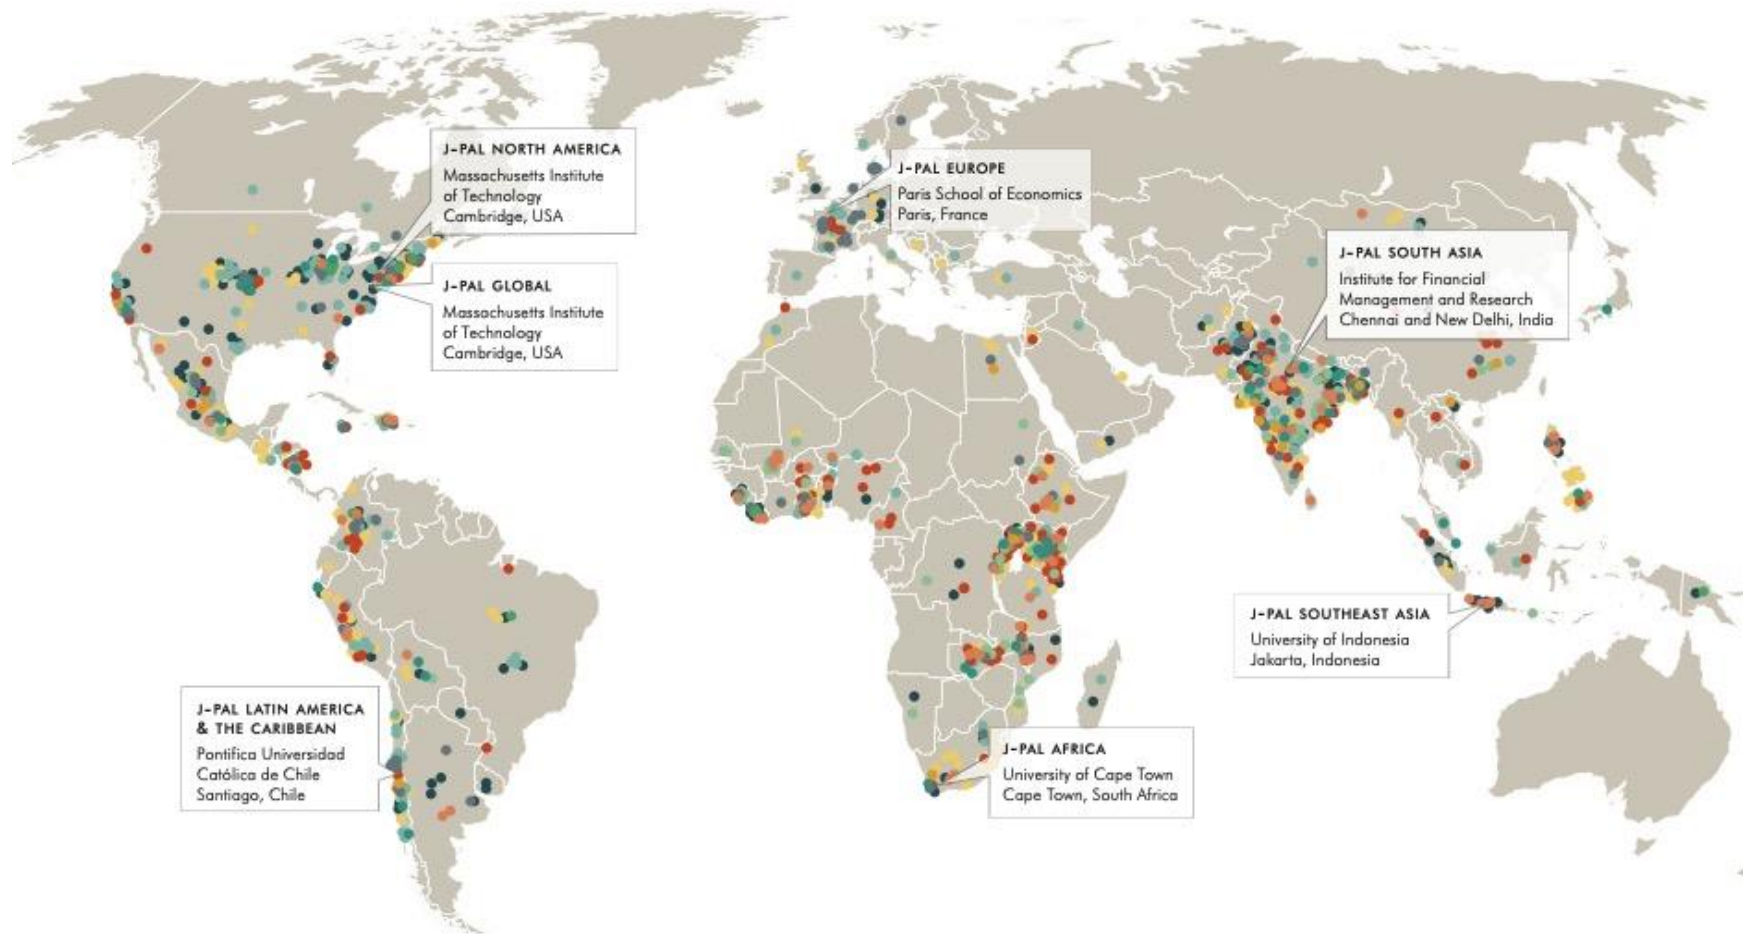 J-PAL NORTH AMERICA
Massachusetts Institute
of Technology
Cambridge, USA
J-PAL EUROPE
Paris School of Economics
Paris, France
J-PAL SOUTH ASIA
Institute for Financial
Management and Research
Chennai and New Delhi, India
J-PAL GLOBAL
Massachusetts Institute
of Technology
Cambridge, USA
J-PAL SOUTHEAST ASIA
University of Indonesia
Jakarta, Indonesia
J-PAL LATIN AMERICA
& THE CARIBBEAN
Pontifica Universidad
Católica de Chile
Santiago, Chile
J-PAL AFRICA
University of Cape Town
Cape Town, South Africa